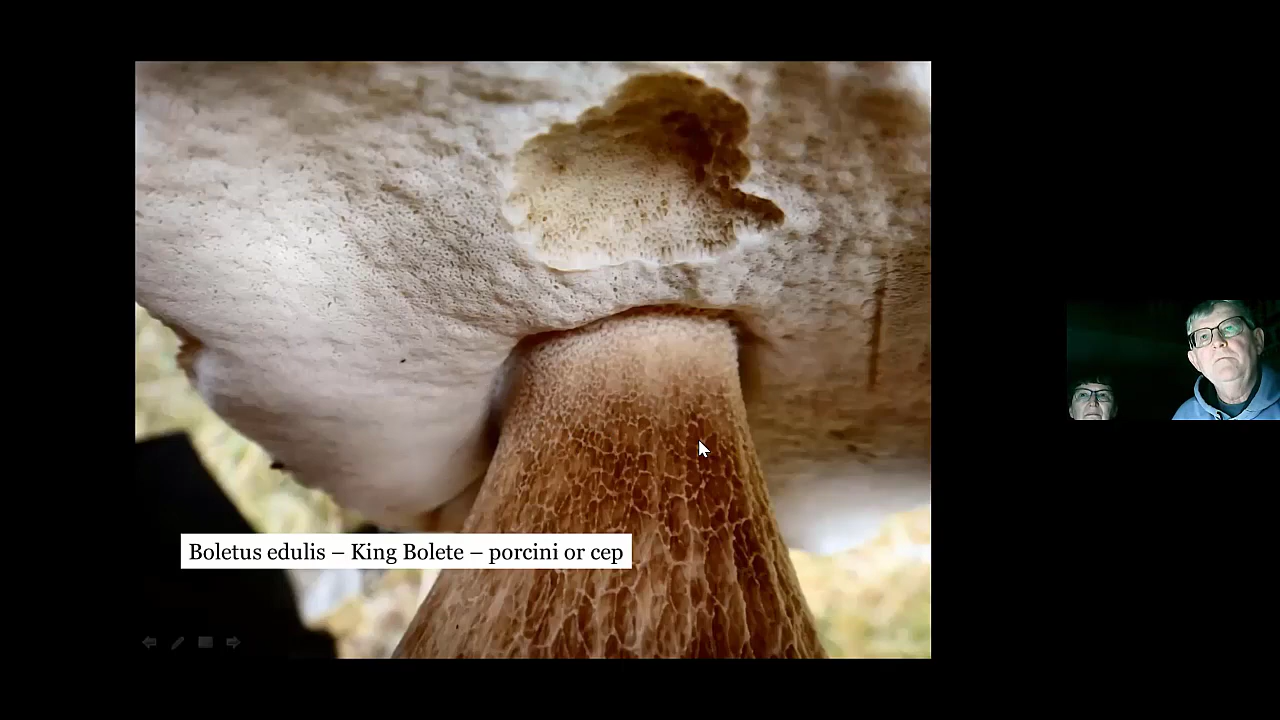 Boletus edulis – King Bolete – porcini or cep